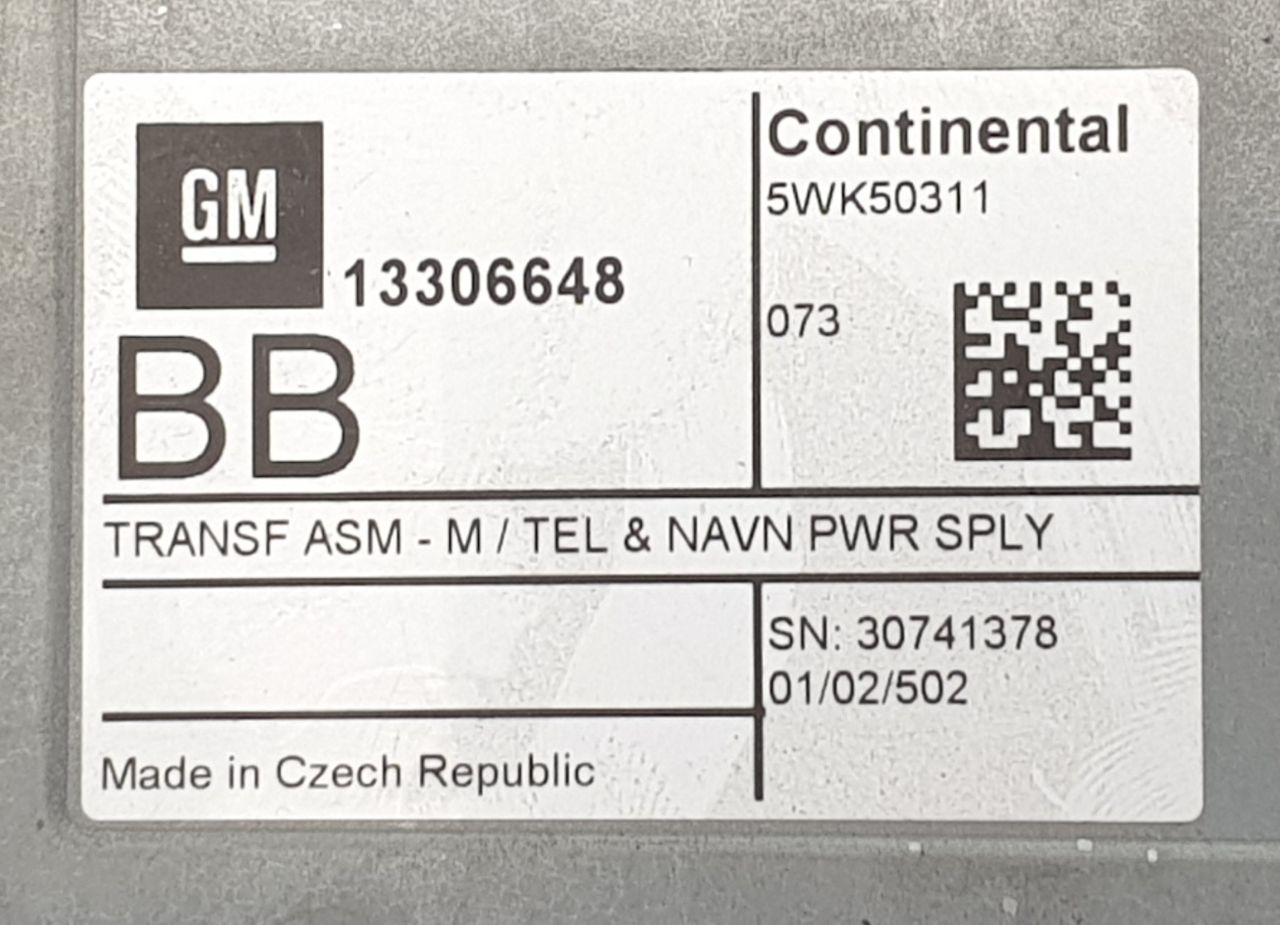 GM
13306648
BB
Continental
5WK50311
073
TRANSF ASM - M / TEL & NAVN PWR SPLY
SN: 30741378
01/02/502
Made in Czech Republic